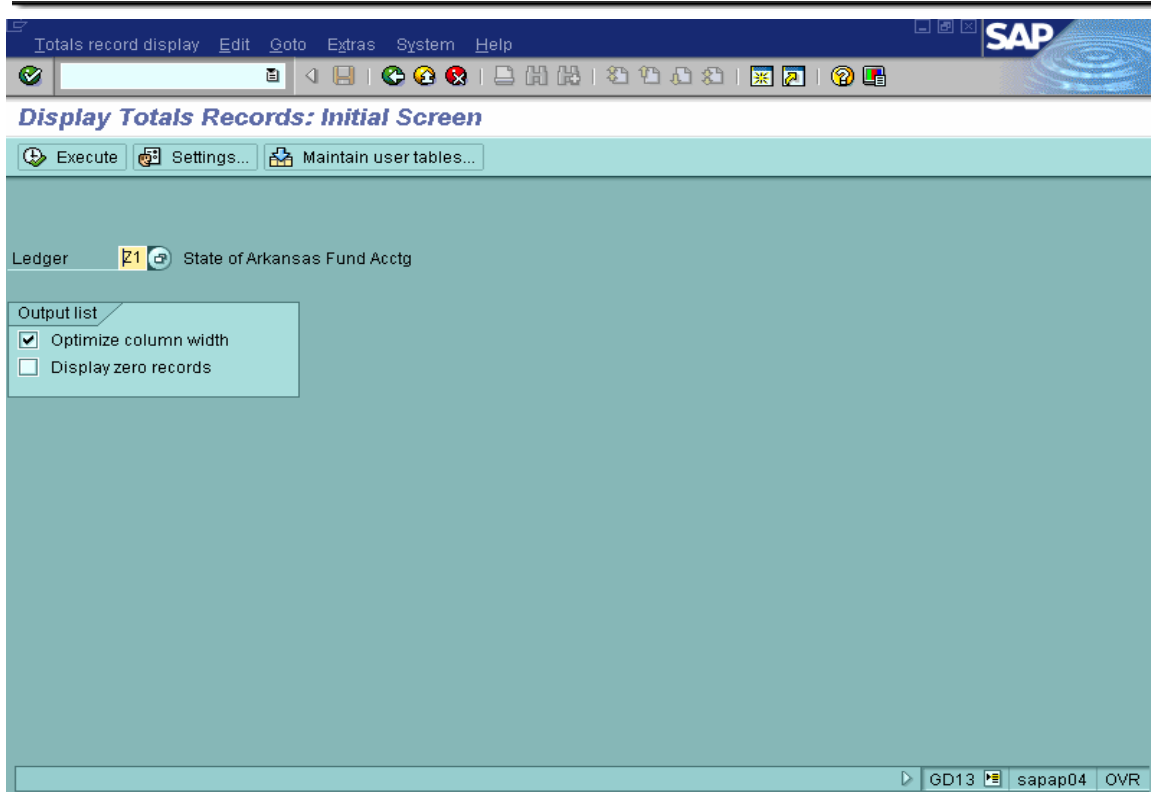 Totals record display Edit Goto Extras System Help
SAP
Display Totals Records: Initial Screen
Execute Settings... Maintain user tables...
Ledger Z1 State of Arkansas Fund Acctg
Output list
Optimize column width
Display zero records
GD13 sapap04 OVR